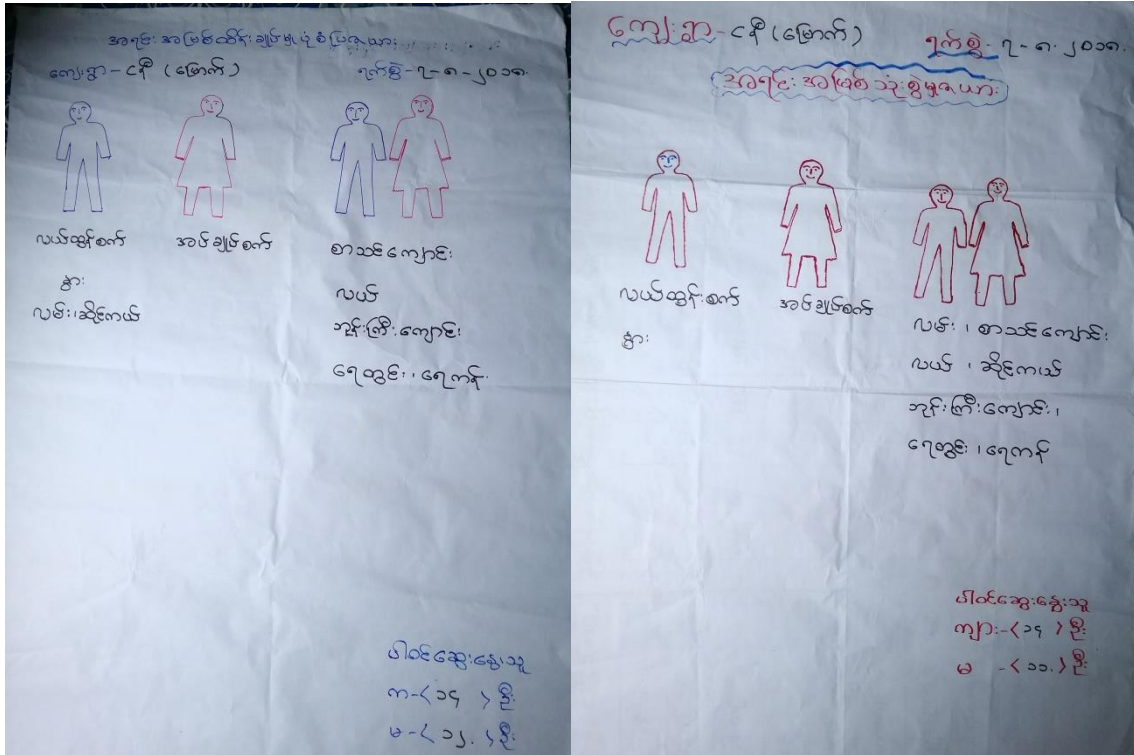 အရင်းအမြစ်ထိန်းချုပ်မှုပုံစံပြဇယား
ကျေးရွာ - ငနီ (မြောက်)
ရက်စွဲ - ၇-၈-၂၀၁၈.
လယ်ထွန်စက်
အပ်ချုပ်စက်
စာသင်ကျောင်း
နွား
လယ်
လမ်း၊ ဆိုင်ကယ်
ဘုန်းကြီးကျောင်း
ရေတွင်း၊ ရေကန်
ပါဝင်ဆွေးနွေးသူ
က-< ၁၄ > ဦး
မ-< ၁၂. > ဦး
ကျေးရွာ - ငနီ (မြောက်)
ရက်စွဲ - ၇-၈-၂၀၁၈.
အရင်းအမြစ်သုံးစွဲမှုဇယား
လယ်ထွန်းစက်
အပ်ချုပ်စက်
လမ်း၊ စာသင်ကျောင်း
နွား
လယ်၊ ဆိုင်ကယ်
ဘုန်းကြီးကျောင်း၊
ရေတွင်း၊ ရေကန်
ပါဝင်ဆွေးနွေးသူ
ကျား-< ၁၄ > ဦး
မ -< ၁၁. > ဦး